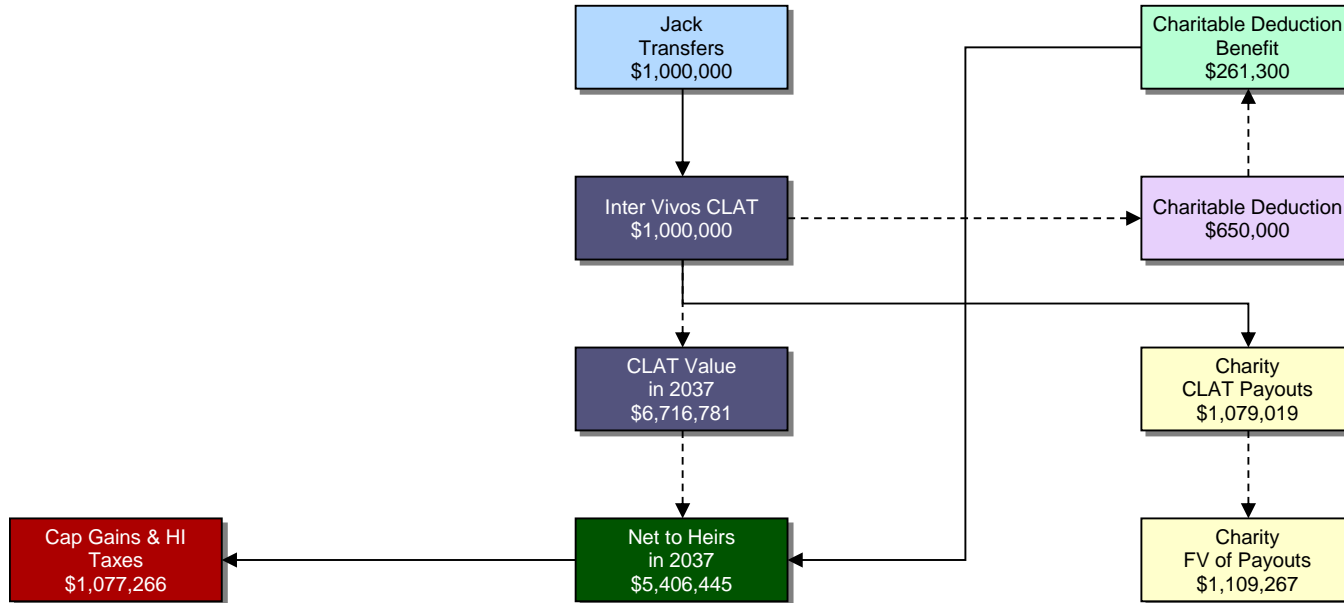 Jack
Transfers
$1,000,000
Charitable Deduction
Benefit
$261,300
Inter Vivos CLAT
$1,000,000
Charitable Deduction
$650,000
CLAT Value
in 2037
$6,716,781
Charity
CLAT Payouts
$1,079,019
Cap Gains & HI
Taxes
$1,077,266
Net to Heirs
in 2037
$5,406,445
Charity
FV of Payouts
$1,109,267